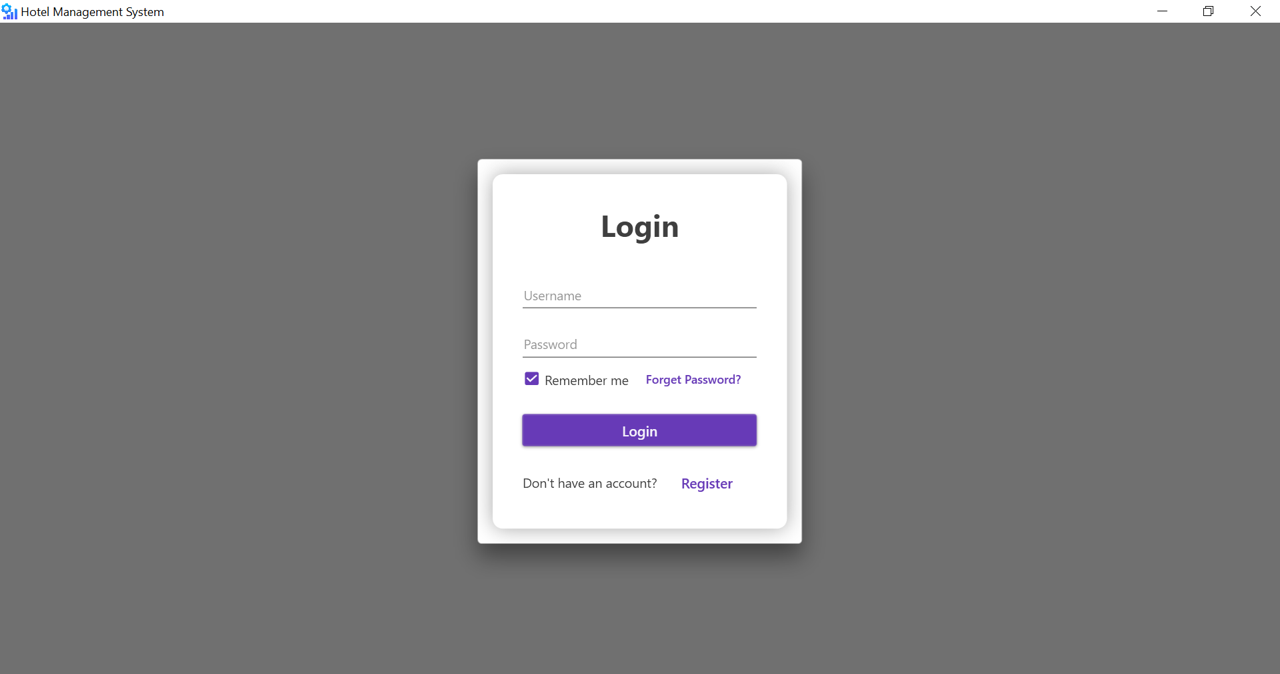 Hotel Management System
Login
Username
Password
Remember me Forget Password?
Login
Don't have an account? Register